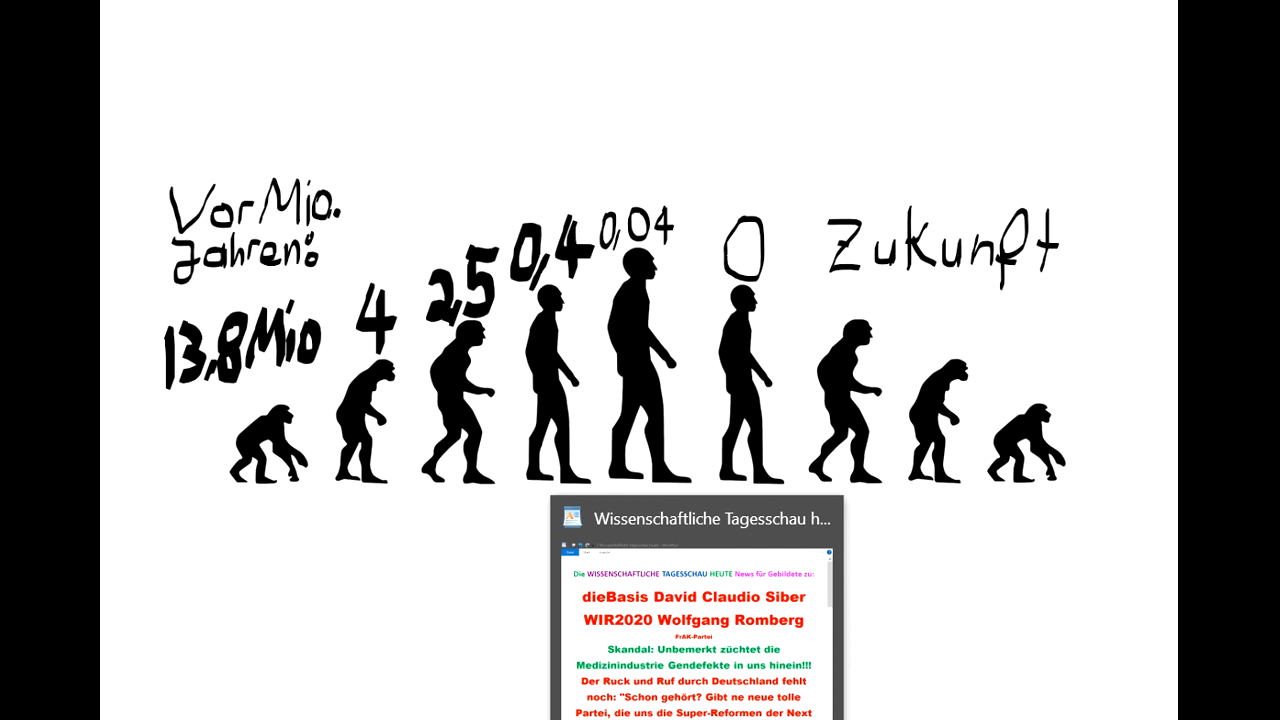 Vor Mio.
Jahren:
13,8 Mio 4 2,5 0,4 0,04 0 Zukunft
Wissenschaftliche Tagesschau h...
Die WISSENSCHAFTLICHE TAGESSCHAU HEUTE News für Gebildete zu:
dieBasis David Claudio Siber
WIR2020 Wolfgang Romberg
FrAK-Partei
Skandal: Unbemerkt züchtet die
Medizinindustrie Gendefekte in uns hinein!!!
Der Ruck und Ruf durch Deutschland fehlt
noch: "Schon gehört? Gibt ne neue tolle
Partei, die uns die Super-Reformen der Next